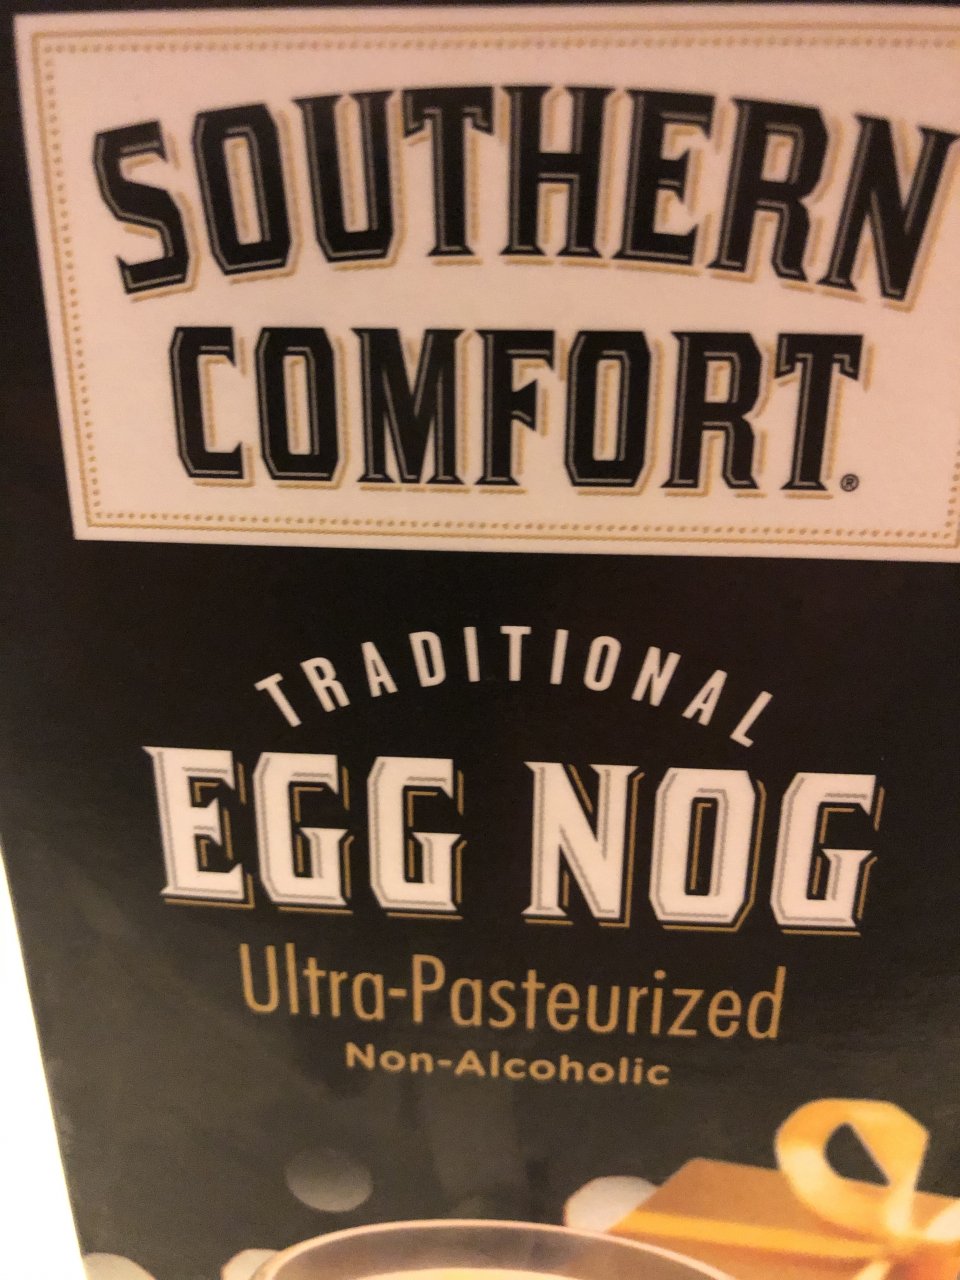 SOUTHERN
COMFORT®
TRADITIONAL
EGG NOG
Ultra-Pasteurized
Non-Alcoholic